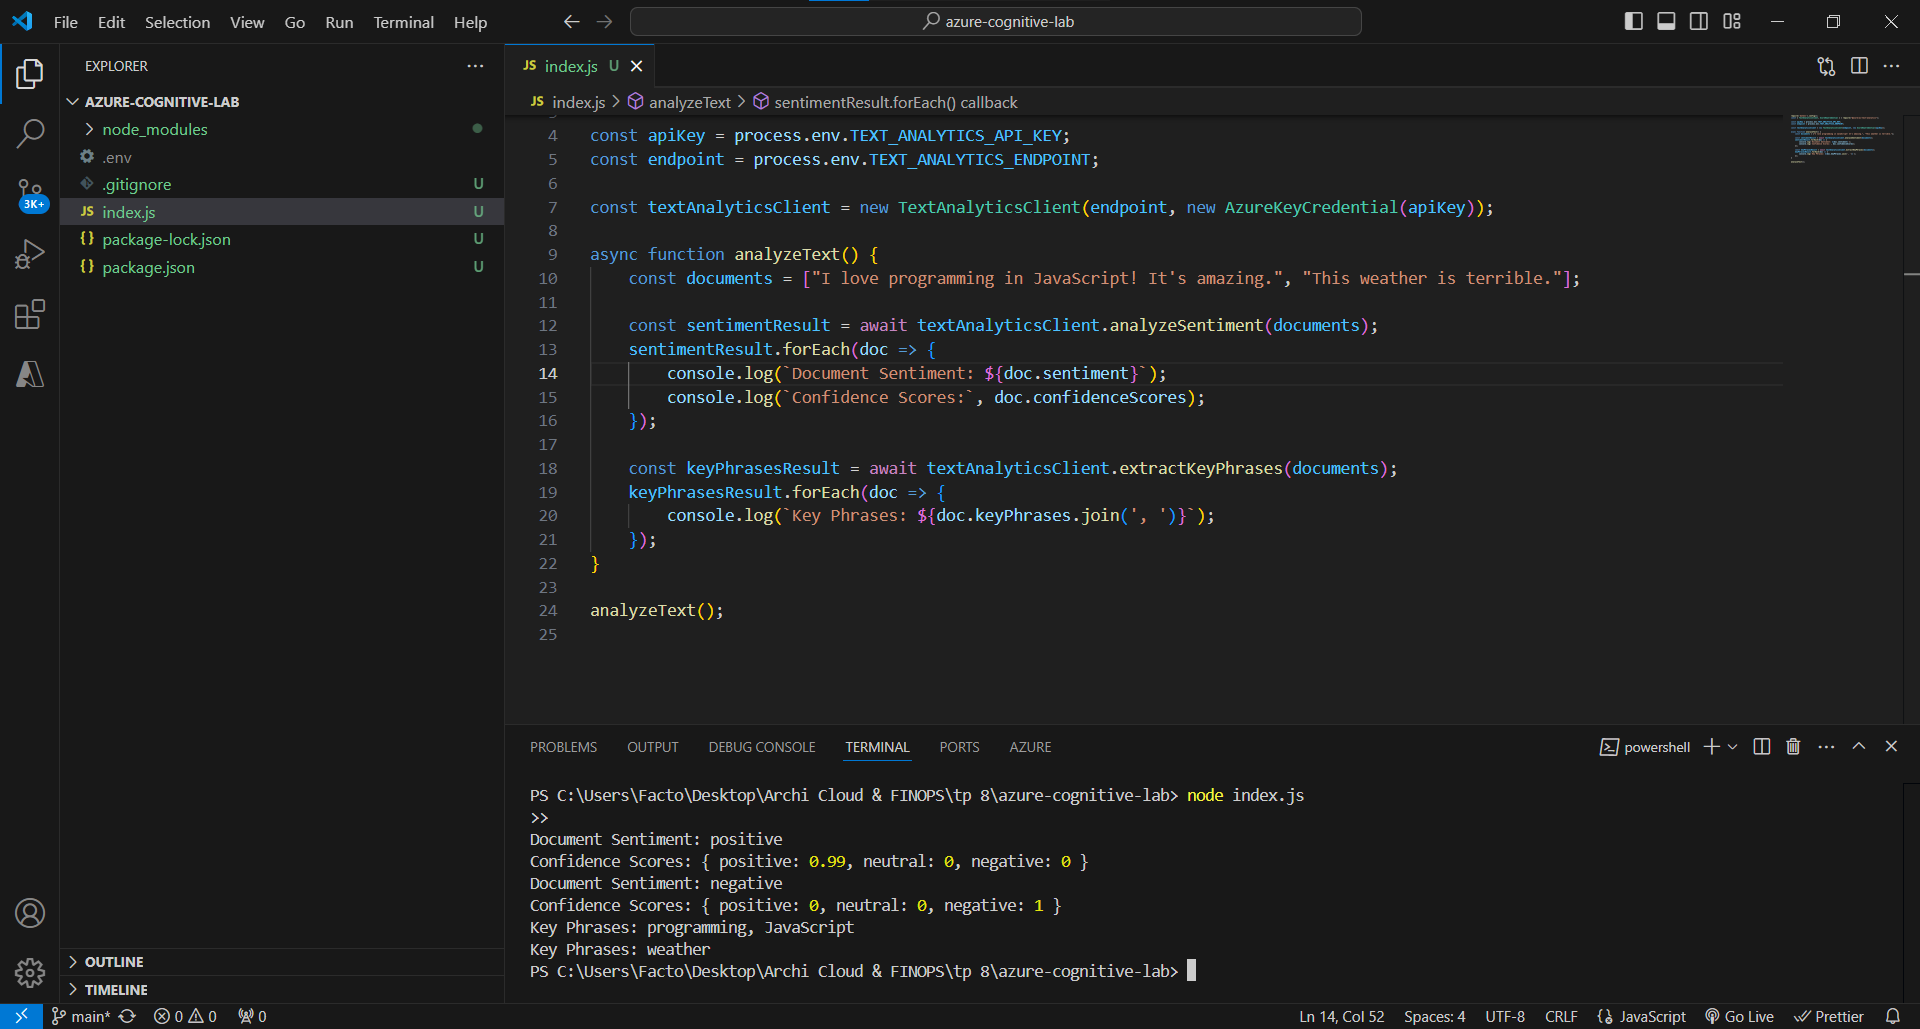 File Edit Selection View Go Run Terminal Help
azure-cognitive-lab
EXPLORER
AZURE-COGNITIVE-LAB
node_modules
.env
.gitignore U
JS index.js U
{} package-lock.json U
{} package.json U
3K+
OUTLINE
TIMELINE
JS index.js U
JS index.js > analyzeText > sentimentResult.forEach() callback
4 const apiKey = process.env.TEXT_ANALYTICS_API_KEY;
5 const endpoint = process.env.TEXT_ANALYTICS_ENDPOINT;
6
7 const textAnalyticsClient = new TextAnalyticsClient(endpoint, new AzureKeyCredential(apiKey));
8
9 async function analyzeText() {
10 const documents = ["I love programming in JavaScript! It's amazing.", "This weather is terrible."];
11
12 const sentimentResult = await textAnalyticsClient.analyzeSentiment(documents);
13 sentimentResult.forEach(doc => {
14 console.log(`Document Sentiment: ${doc.sentiment}`);
15 console.log(`Confidence Scores:`, doc.confidenceScores);
16 });
17
18 const keyPhrasesResult = await textAnalyticsClient.extractKeyPhrases(documents);
19 keyPhrasesResult.forEach(doc => {
20 console.log(`Key Phrases: ${doc.keyPhrases.join(', ')}`);
21 });
22 }
23
24 analyzeText();
25
PROBLEMS OUTPUT DEBUG CONSOLE TERMINAL PORTS AZURE
powershell
PS C:\Users\Facto\Desktop\Archi Cloud & FINOPS\tp 8\azure-cognitive-lab> node index.js
>>
Document Sentiment: positive
Confidence Scores: { positive: 0.99, neutral: 0, negative: 0 }
Document Sentiment: negative
Confidence Scores: { positive: 0, neutral: 0, negative: 1 }
Key Phrases: programming, JavaScript
Key Phrases: weather
PS C:\Users\Facto\Desktop\Archi Cloud & FINOPS\tp 8\azure-cognitive-lab>
main* 0 0 0 Ln 14, Col 52 Spaces: 4 UTF-8 CRLF {} JavaScript Go Live Prettier